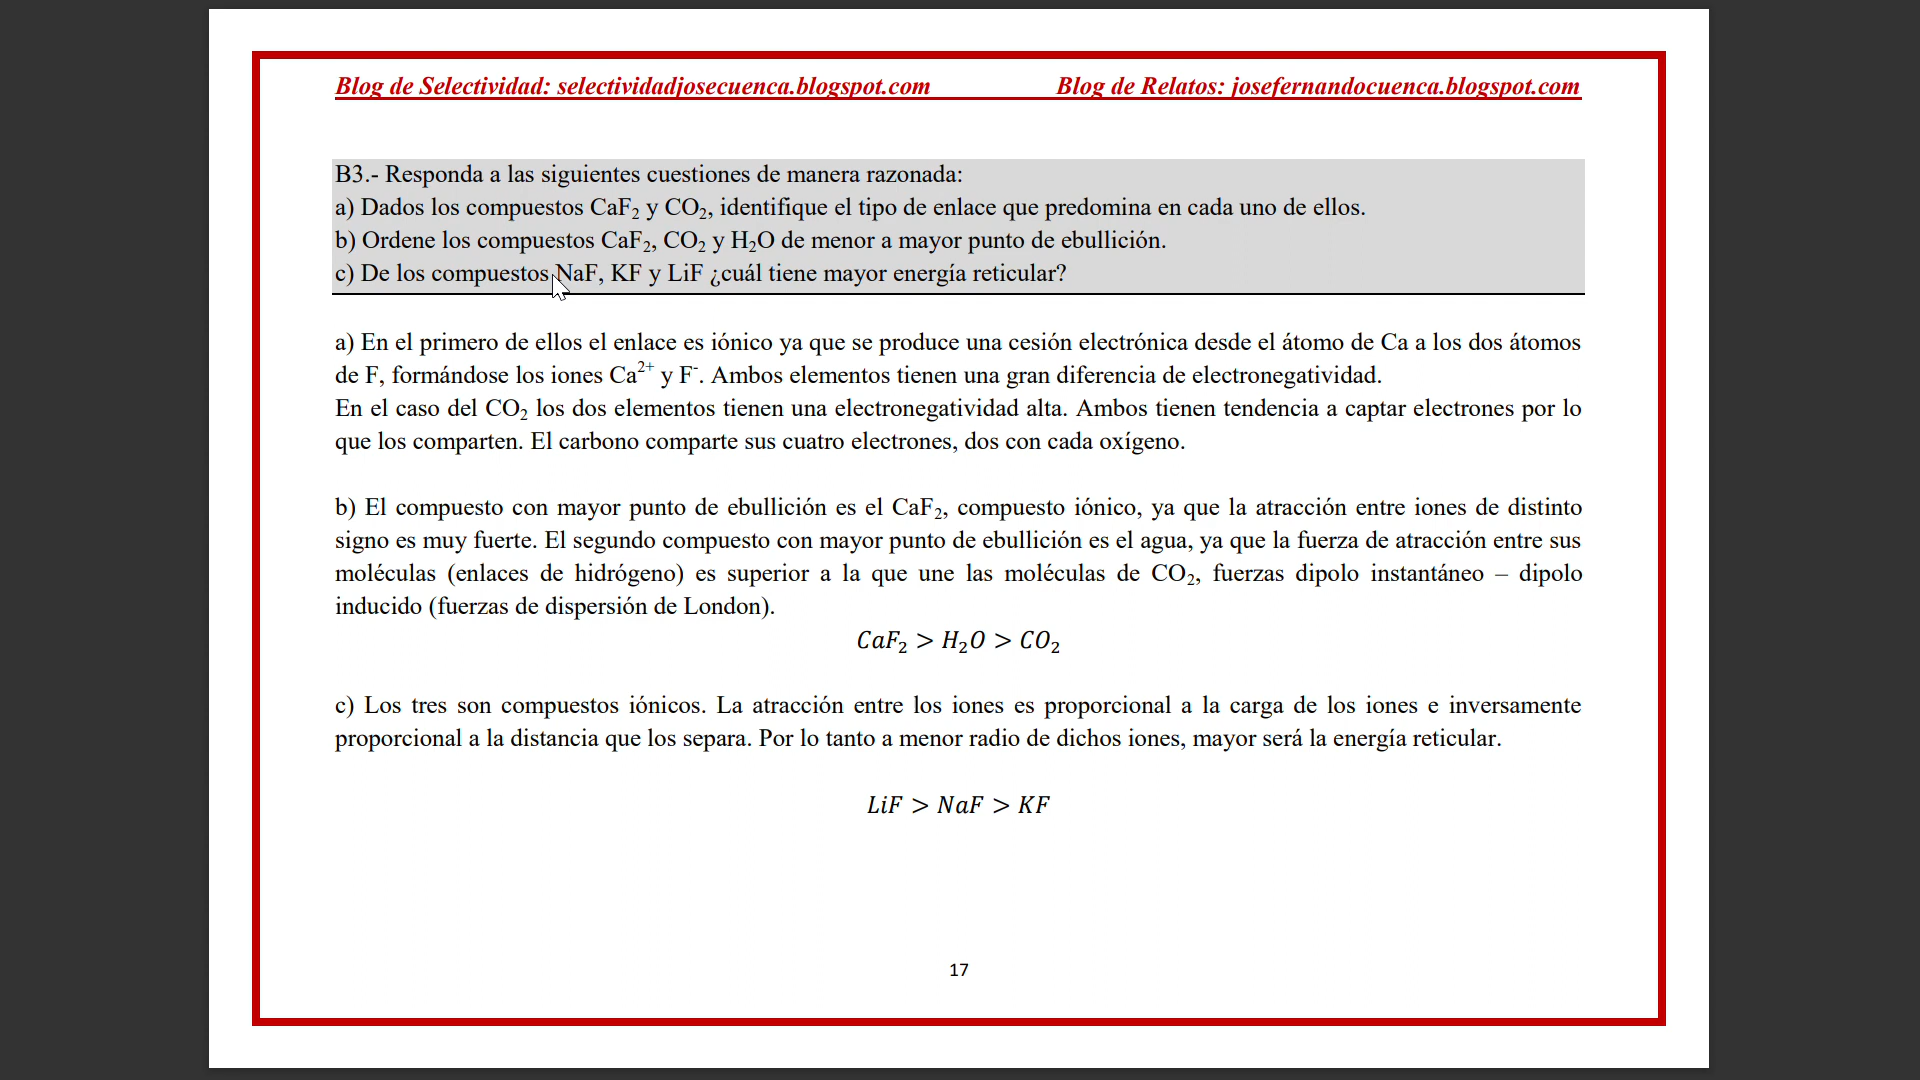 Blog de Selectividad: selectividadjosecuenca.blogspot.com Blog de Relatos: josefernandocuenca.blogspot.com
B3.- Responda a las siguientes cuestiones de manera razonada:
a) Dados los compuestos CaF₂ y CO₂, identifique el tipo de enlace que predomina en cada uno de ellos.
b) Ordene los compuestos CaF₂, CO₂ y H₂O de menor a mayor punto de ebullición.
c) De los compuestos NaF, KF y LiF ¿cuál tiene mayor energía reticular?
a) En el primero de ellos el enlace es iónico ya que se produce una cesión electrónica desde el átomo de Ca a los dos átomos
de F, formándose los iones Ca²⁺ y F⁻. Ambos elementos tienen una gran diferencia de electronegatividad.
En el caso del CO₂ los dos elementos tienen una electronegatividad alta. Ambos tienen tendencia a captar electrones por lo
que los comparten. El carbono comparte sus cuatro electrones, dos con cada oxígeno.
b) El compuesto con mayor punto de ebullición es el CaF₂, compuesto iónico, ya que la atracción entre iones de distinto
signo es muy fuerte. El segundo compuesto con mayor punto de ebullición es el agua, ya que la fuerza de atracción entre sus
moléculas (enlaces de hidrógeno) es superior a la que une las moléculas de CO₂, fuerzas dipolo instantáneo – dipolo
inducido (fuerzas de dispersión de London).
CaF₂ > H₂O > CO₂
c) Los tres son compuestos iónicos. La atracción entre los iones es proporcional a la carga de los iones e inversamente
proporcional a la distancia que los separa. Por lo tanto a menor radio de dichos iones, mayor será la energía reticular.
LiF > NaF > KF
17